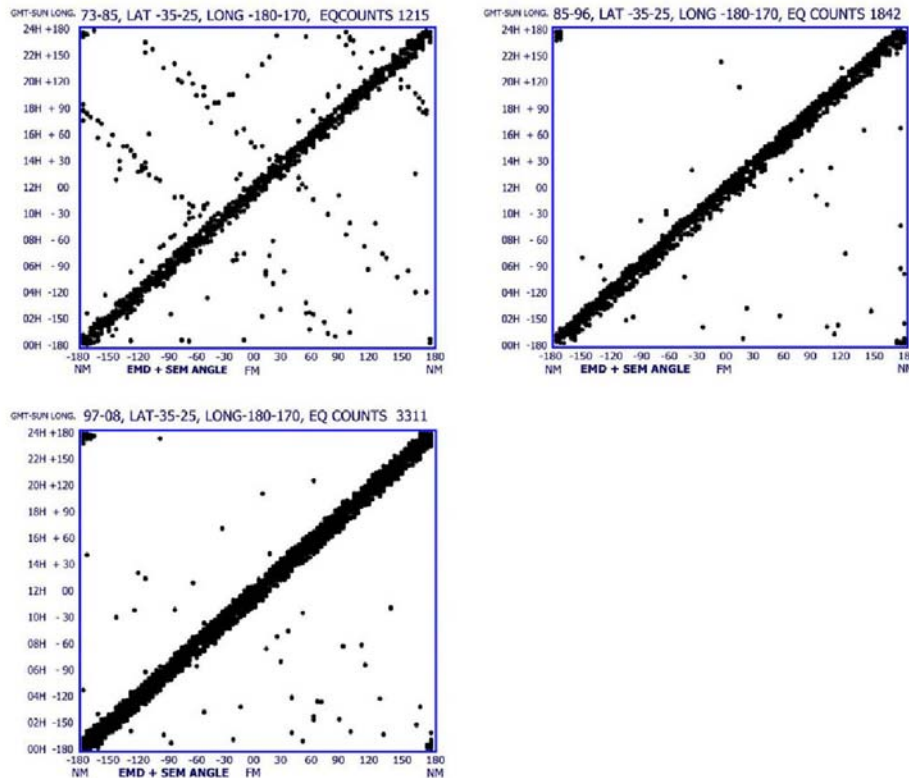 GMT-SUN LONG. 73-85, LAT -35-25, LONG -180-170, EQCOUNTS 1215
24H +180
22H +150
20H +120
18H + 90
16H + 60
14H + 30
12H 00
10H - 30
08H - 60
06H - 90
04H -120
02H -150
00H -180
-180 -150 -120 -90 -60 -30 00 30 60 90 120 150 180
NM EMD + SEM ANGLE FM NM
GMT-SUN LONG. 85-96, LAT -35-25, LONG -180-170, EQ COUNTS 1842
24H +180
22H +150
20H +120
18H + 90
16H + 60
14H + 30
12H 00
10H - 30
08H - 60
06H - 90
04H -120
02H -150
00H -180
-180 -150 -120 -90 -60 -30 00 30 60 90 120 150 180
NM EMD + SEM ANGLE FM NM
GMT-SUN LONG. 97-08, LAT-35-25, LONG-180-170, EQ COUNTS 3311
24H +180
22H +150
20H +120
18H + 90
16H + 60
14H + 30
12H 00
10H - 30
08H - 60
06H - 90
04H -120
02H -150
00H -180
-180 -150 -120 -90 -60 -30 00 30 60 90 120 150 180
NM EMD + SEM ANGLE FM NM